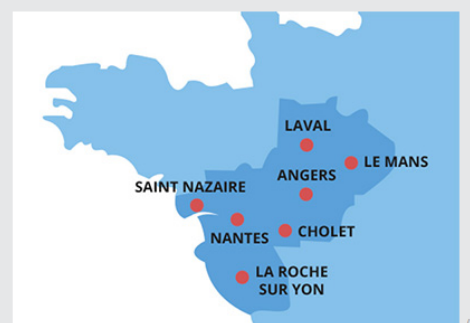 LAVAL
LE MANS
ANGERS
SAINT NAZAIRE
CHOLET
NANTES
LA ROCHE
SUR YON